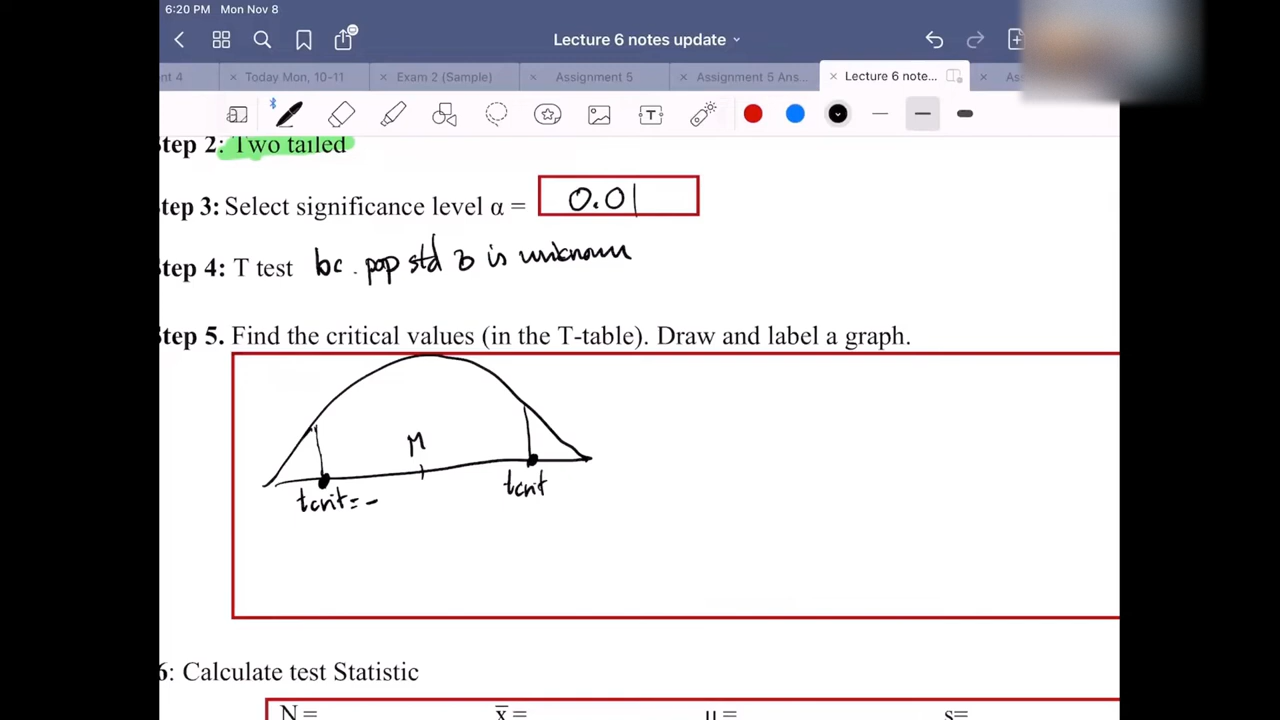 6:20 PM Mon Nov 8
Lecture 6 notes update
nt 4 Today Mon, 10-11 Exam 2 (Sample) Assignment 5 Assignment 5 Ans... Lecture 6 note... As
tep 2: Two tailed
tep 3: Select significance level α = 0.01
tep 4: T test bc. pop std σ is unknown
tep 5. Find the critical values (in the T-table). Draw and label a graph.
M
tcrit= - tcrit
6: Calculate test Statistic
N = x̅ = μ = s=